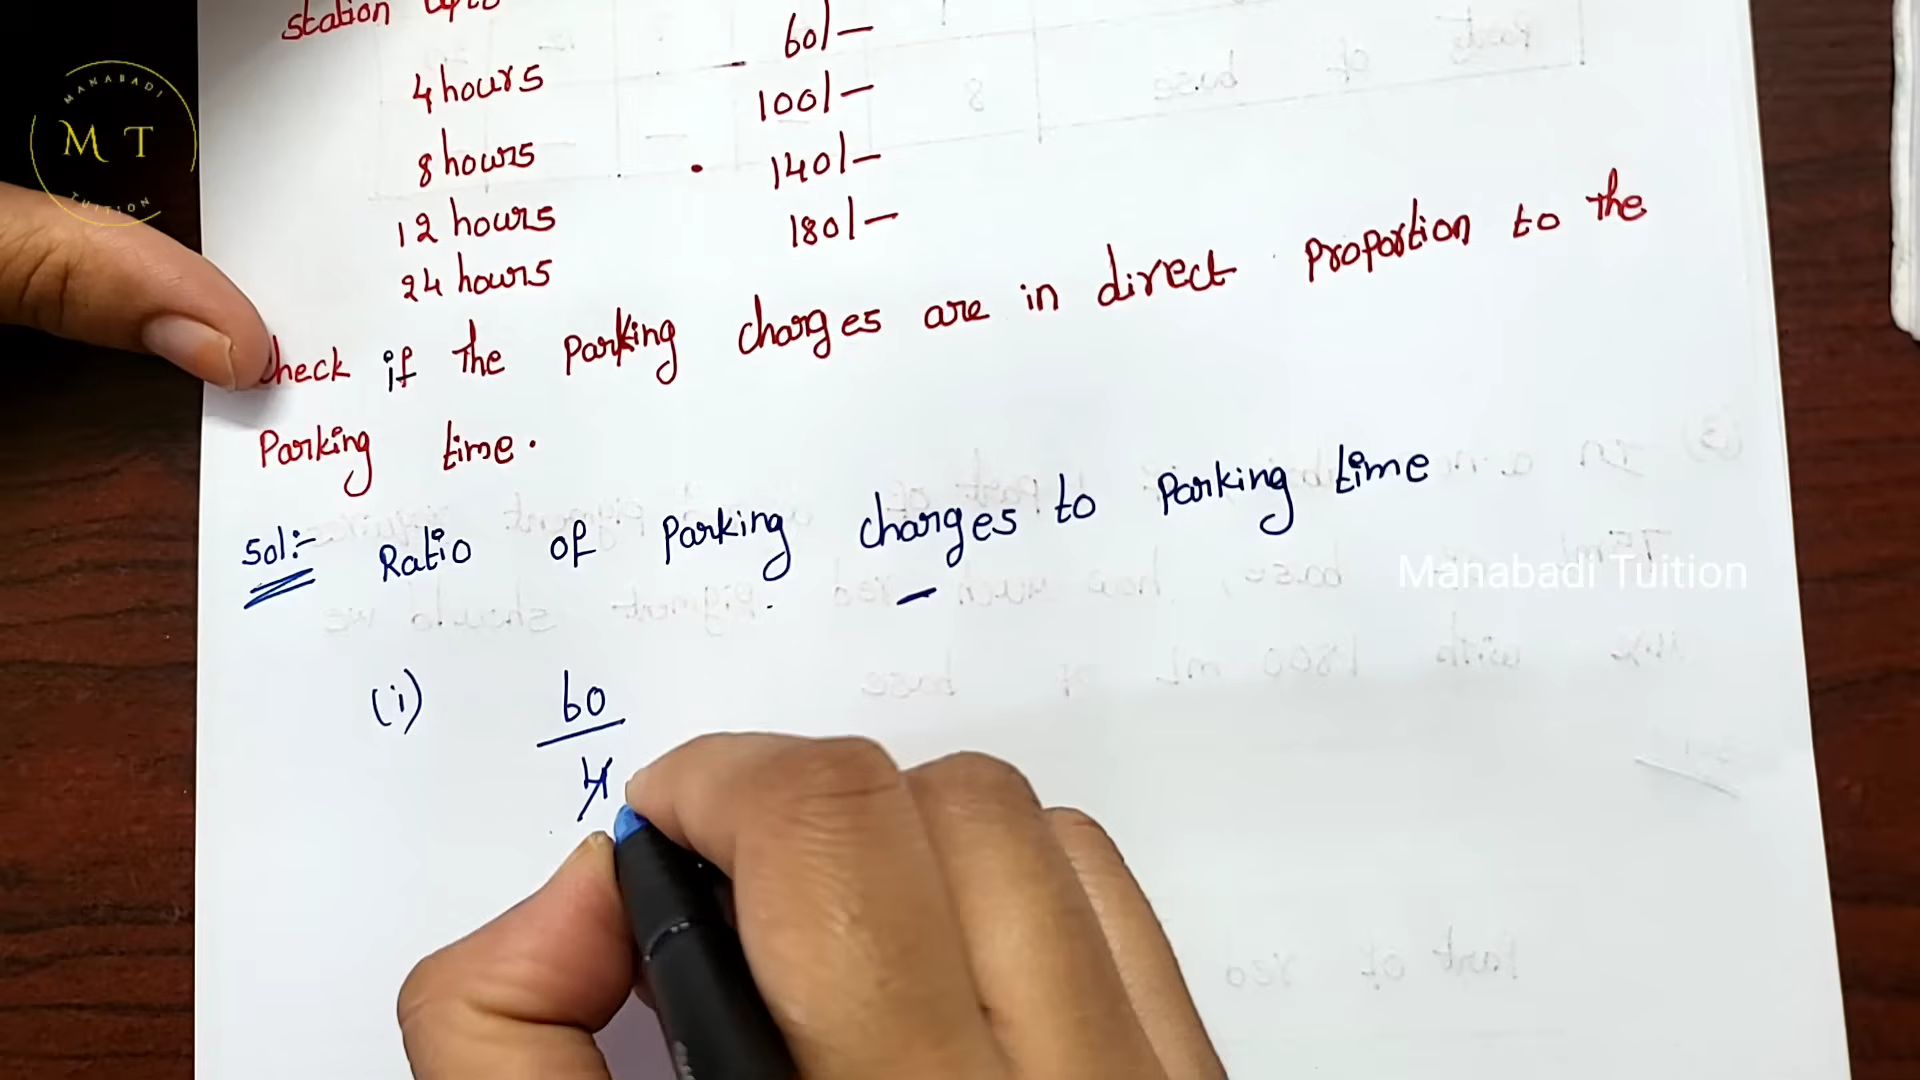 MANABADI
M T
TUITION
station
60/-
4 hours
100/-
8 hours
140/-
12 hours
180/-
24 hours
check if the parking charges are in direct proportion to the
Parking time.
Sol:- Ratio of parking charges to parking time
Manabadi Tuition
(i) 60
4